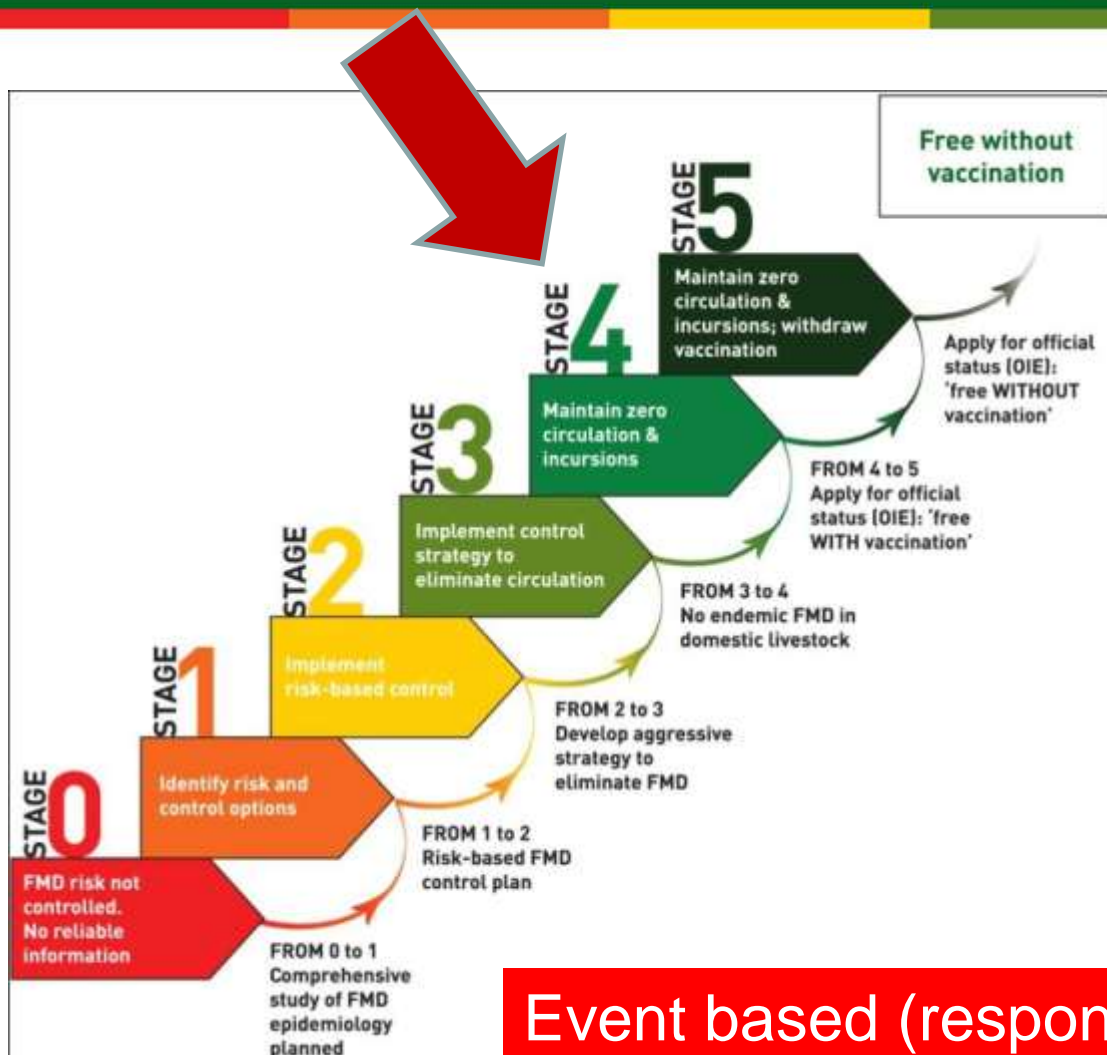 Free without
vaccination
STAGE 5
Maintain zero
circulation &
incursions; withdraw
vaccination
Apply for official
status (OIE):
'free WITHOUT
vaccination'
STAGE 4
Maintain zero
circulation &
incursions
FROM 4 to 5
Apply for official
status (OIE): 'free
WITH vaccination'
STAGE 3
Implement control
strategy to
eliminate circulation
FROM 3 to 4
No endemic FMD in
domestic livestock
STAGE 2
Implement
risk-based control
FROM 2 to 3
Develop aggressive
strategy to
eliminate FMD
STAGE 1
Identify risk and
control options
FROM 1 to 2
Risk-based FMD
control plan
STAGE 0
FMD risk not
controlled.
No reliable
information
FROM 0 to 1
Comprehensive
study of FMD
epidemiology
planned
Event based (respon